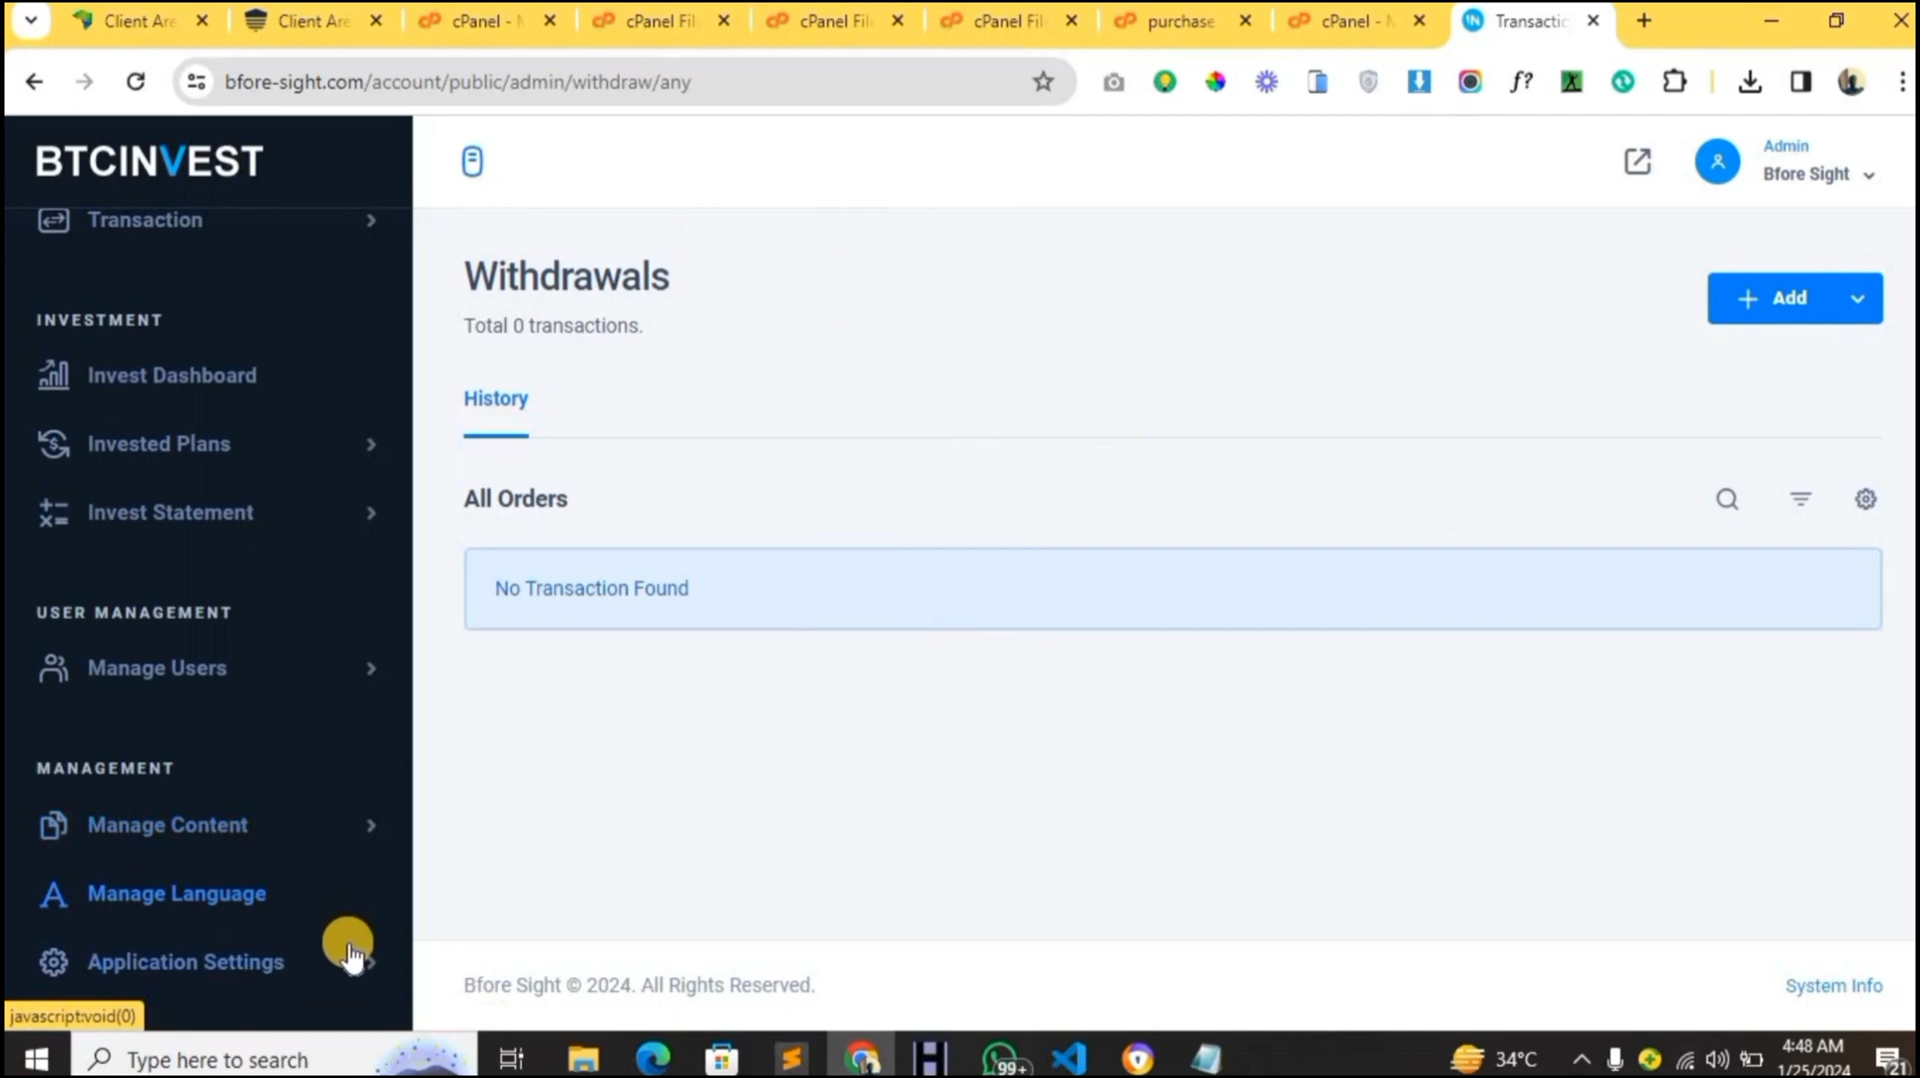 Client Are
Client Are
cPanel - M
cPanel Fil
cPanel Fil
cPanel Fil
purchase
cPanel - M
Transactio
bfore-sight.com/account/public/admin/withdraw/any
f?
BTCINVEST
Admin
Bfore Sight
Transaction
INVESTMENT
Invest Dashboard
Invested Plans
Invest Statement
USER MANAGEMENT
Manage Users
MANAGEMENT
Manage Content
Manage Language
Application Settings
Withdrawals
Total 0 transactions.
Add
History
All Orders
No Transaction Found
Bfore Sight © 2024. All Rights Reserved.
System Info
javascript:void(0)
Type here to search
99+
34°C
4:48 AM
1/25/2024
21